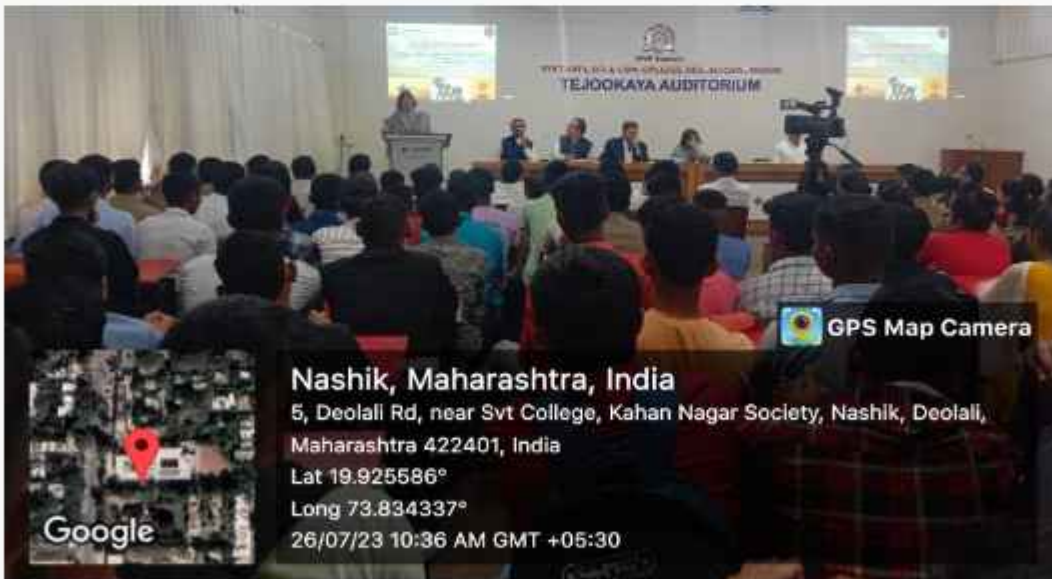 TEJOOKAYA AUDITORIUM
GPS Map Camera
Nashik, Maharashtra, India
5, Deolali Rd, near Svt College, Kahan Nagar Society, Nashik, Deolali,
Maharashtra 422401, India
Lat 19.925586°
Long 73.834337°
26/07/23 10:36 AM GMT +05:30
Google